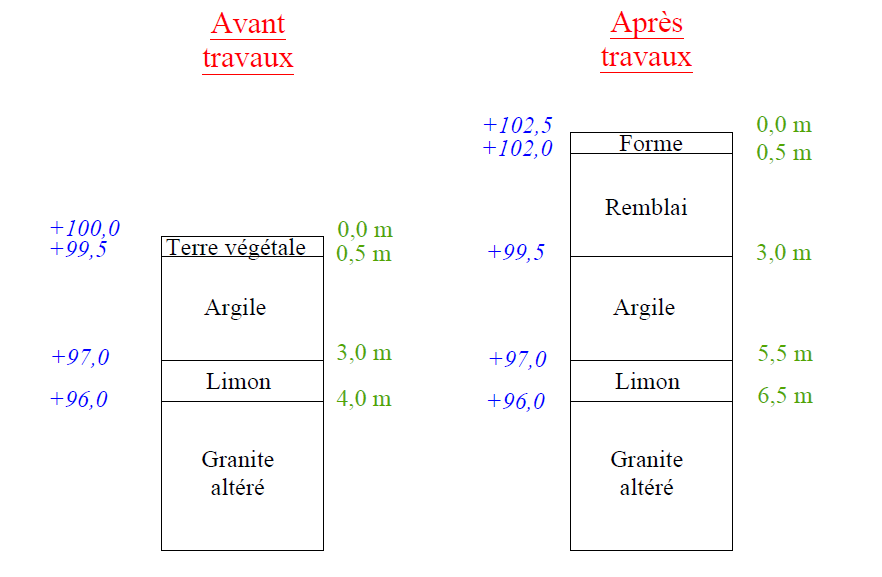 Avant
travaux
+100,0
+99,5
+97,0
+96,0
Terre végétale
Argile
Limon
Granite
altéré
0,0 m
0,5 m
3,0 m
4,0 m
Après
travaux
+102,5
+102,0
+99,5
+97,0
+96,0
Forme
Remblai
Argile
Limon
Granite
altéré
0,0 m
0,5 m
3,0 m
5,5 m
6,5 m